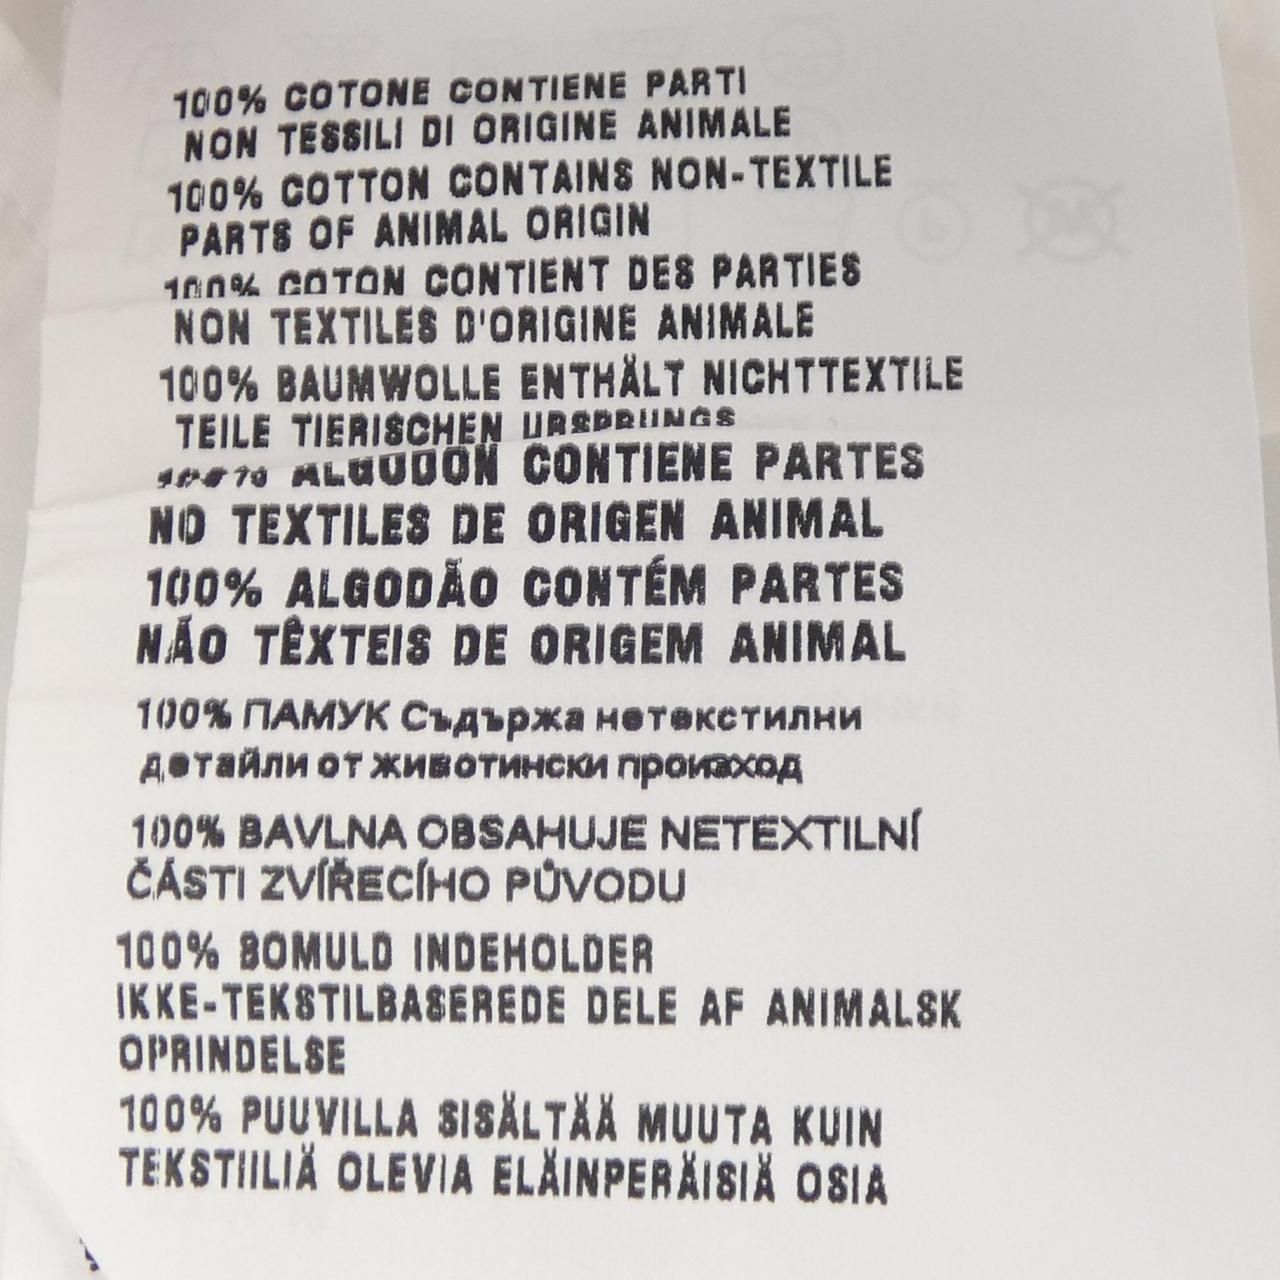 100% COTONE CONTIENE PARTI
NON TESSILI DI ORIGINE ANIMALE
100% COTTON CONTAINS NON-TEXTILE
PARTS OF ANIMAL ORIGIN
100% COTON CONTIENT DES PARTIES
NON TEXTILES D'ORIGINE ANIMALE
100% BAUMWOLLE ENTHÄLT NICHTTEXTILE
TEILE TIERISCHEN URSPRUNGS
100% ALGODON CONTIENE PARTES
NO TEXTILES DE ORIGEN ANIMAL
100% ALGODÃO CONTÉM PARTES
NÃO TÊXTEIS DE ORIGEM ANIMAL
100% ПАМУК Съдържа нетекстилни
детайли от животински произход
100% BAVLNA OBSAHUJE NETEXTILNÍ
ČÁSTI ZVÍŘECÍHO PŮVODU
100% BOMULD INDEHOLDER
IKKE-TEKSTILBASEREDE DELE AF ANIMALSK
OPRINDELSE
100% PUUVILLA SISÄLTÄÄ MUUTA KUIN
TEKSTIILIÄ OLEVIA ELÄINPERÄISIÄ OSIA